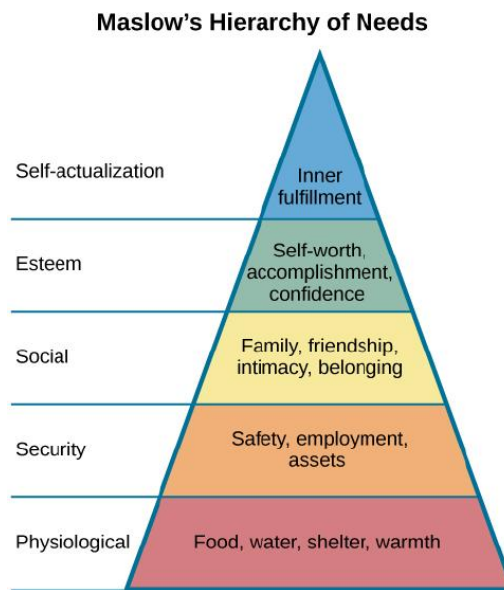 Maslow's Hierarchy of Needs
Self-actualization
Inner
fulfillment
Esteem
Self-worth,
accomplishment,
confidence
Social
Family, friendship,
intimacy, belonging
Security
Safety, employment,
assets
Physiological
Food, water, shelter, warmth